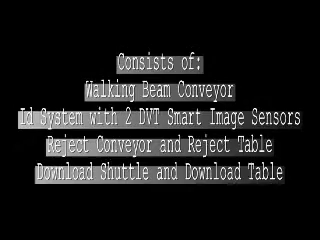 Consists of:
Walking Beam Conveyor
Id System with 2 DVT Smart Image Sensors
Reject Conveyor and Reject Table
Download Shuttle and Download Table